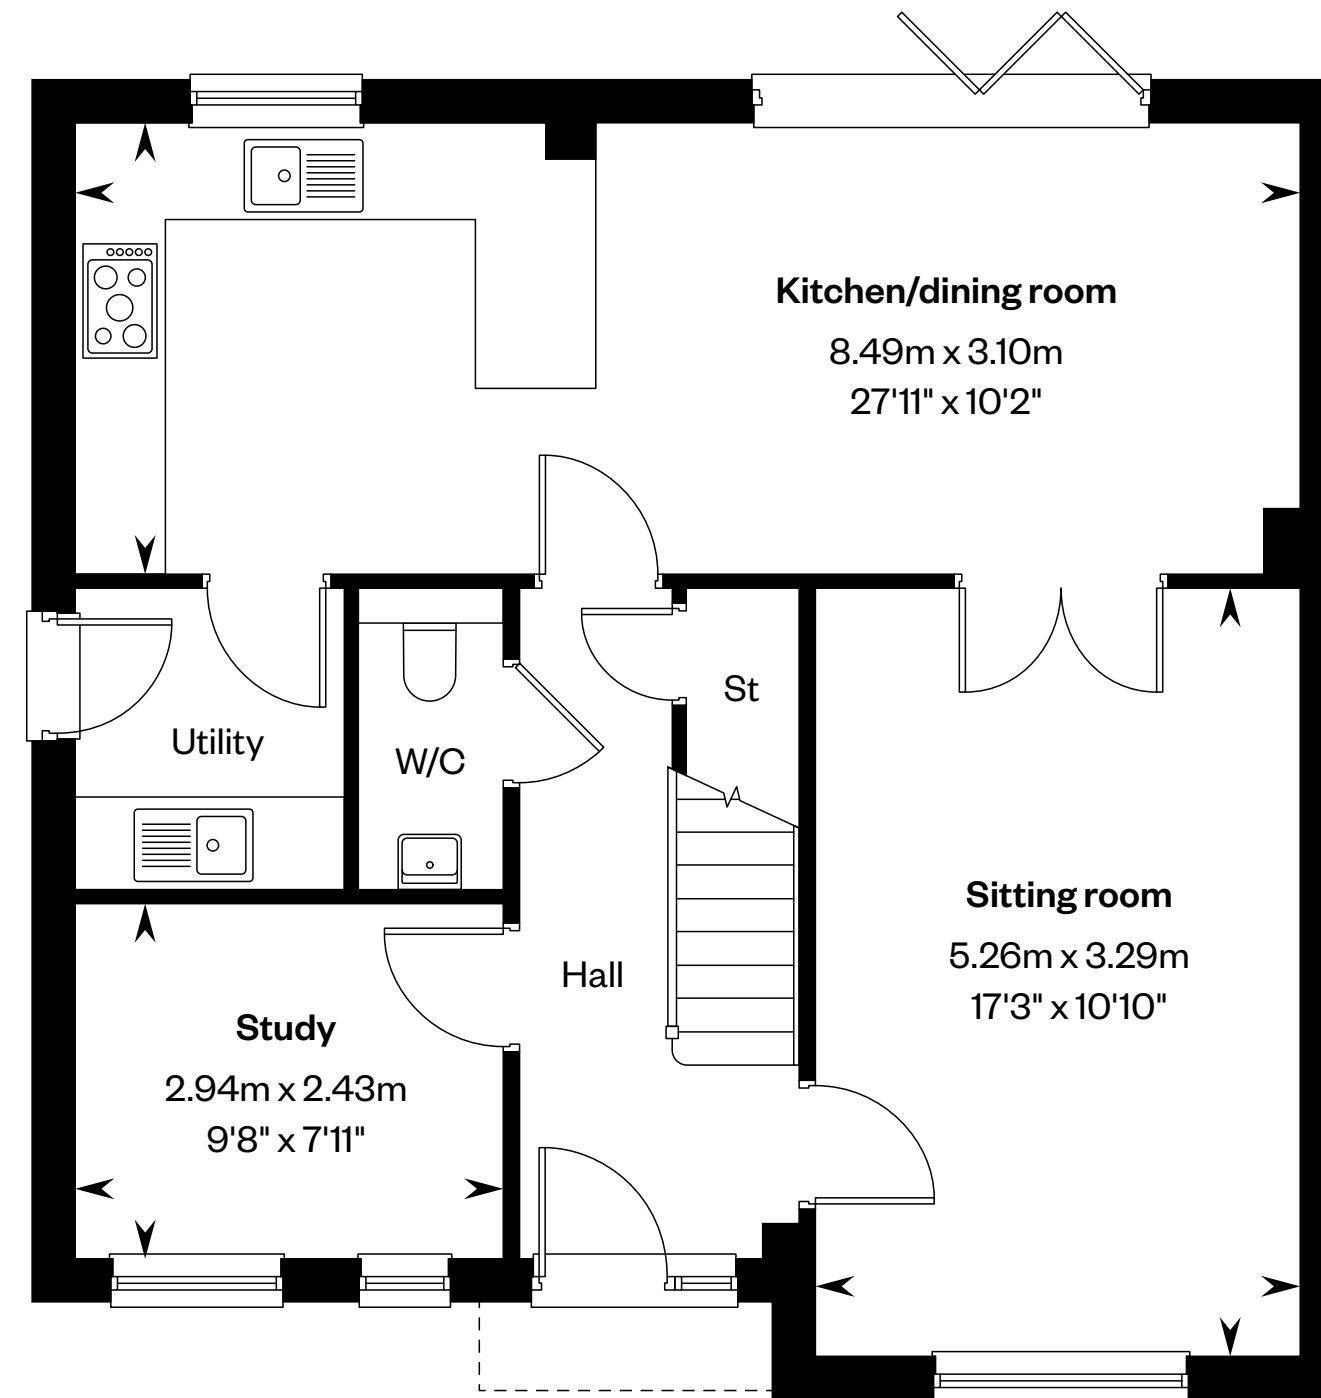 Kitchen/dining room
8.49m x 3.10m
27'11" x 10'2"
St
Utility
W/C
Sitting room
5.26m x 3.29m
17'3" x 10'10"
Hall
Study
2.94m x 2.43m
9'8" x 7'11"